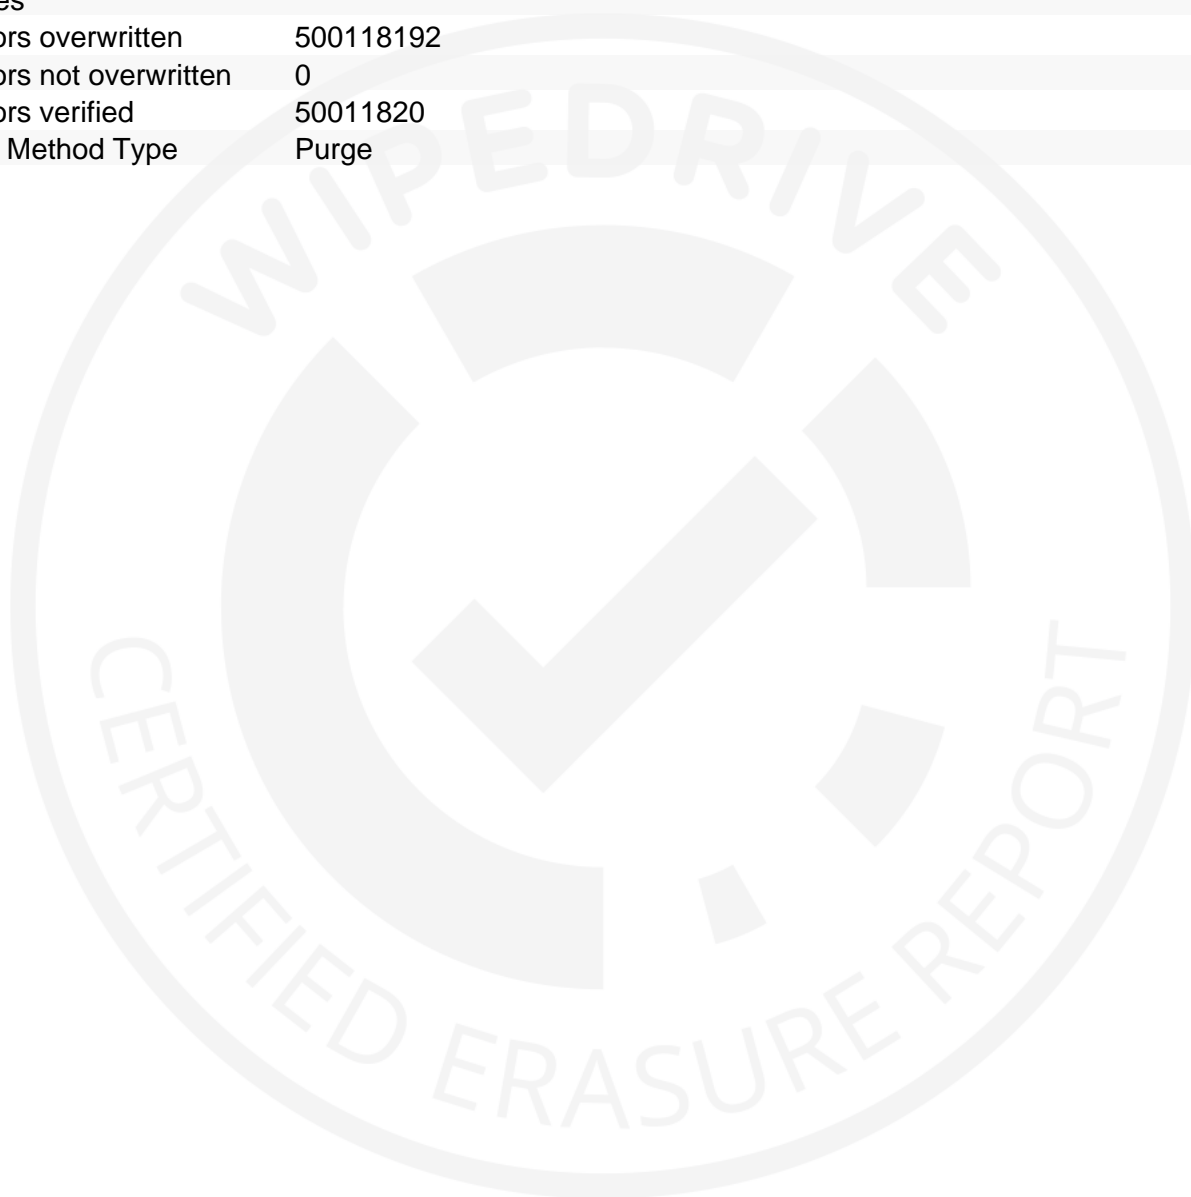 es
ors overwritten 500118192
ors not overwritten 0
ors verified 50011820
Method Type Purge
WIPEDRIVE
CERTIFIED ERASURE REPORT